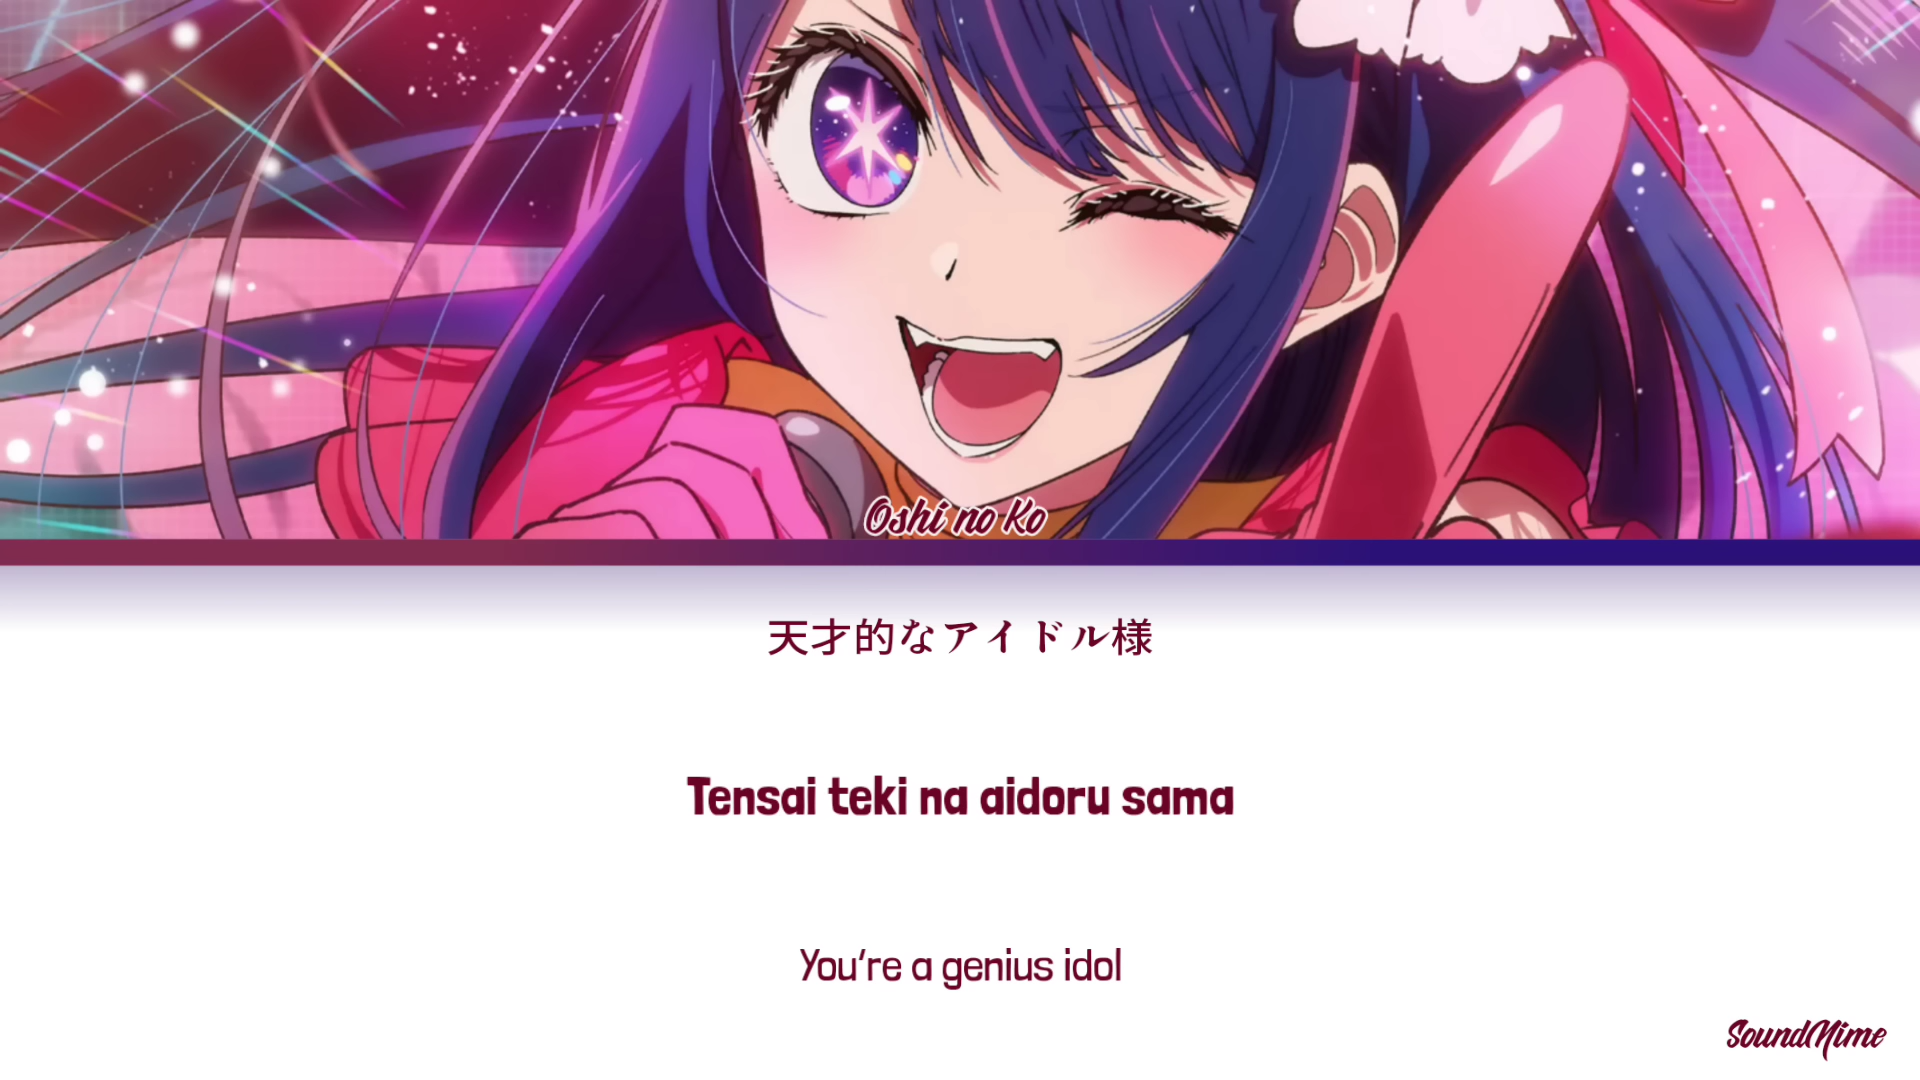 Oshi no Ko
天才的なアイドル様
Tensai teki na aidoru sama
You're a genius idol
SoundNime